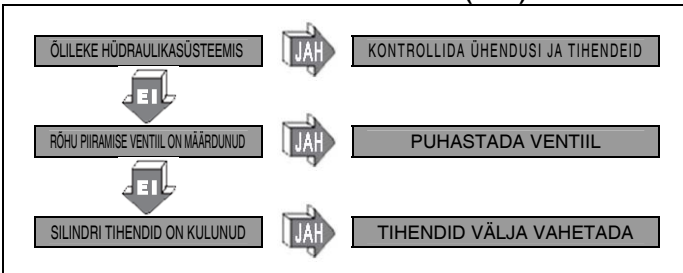 ÕLILEKE HÜDRAULIKASÜSTEEMIS
JAH
KONTROLLIDA ÜHENDUSI JA TIHENDEID
EI
RÕHU PIIRAMISE VENTIIL ON MÄÄRDUNUD
JAH
PUHASTADA VENTIIL
EI
SILINDRI TIHENDID ON KULUNUD
JAH
TIHENDID VÄLJA VAHETADA